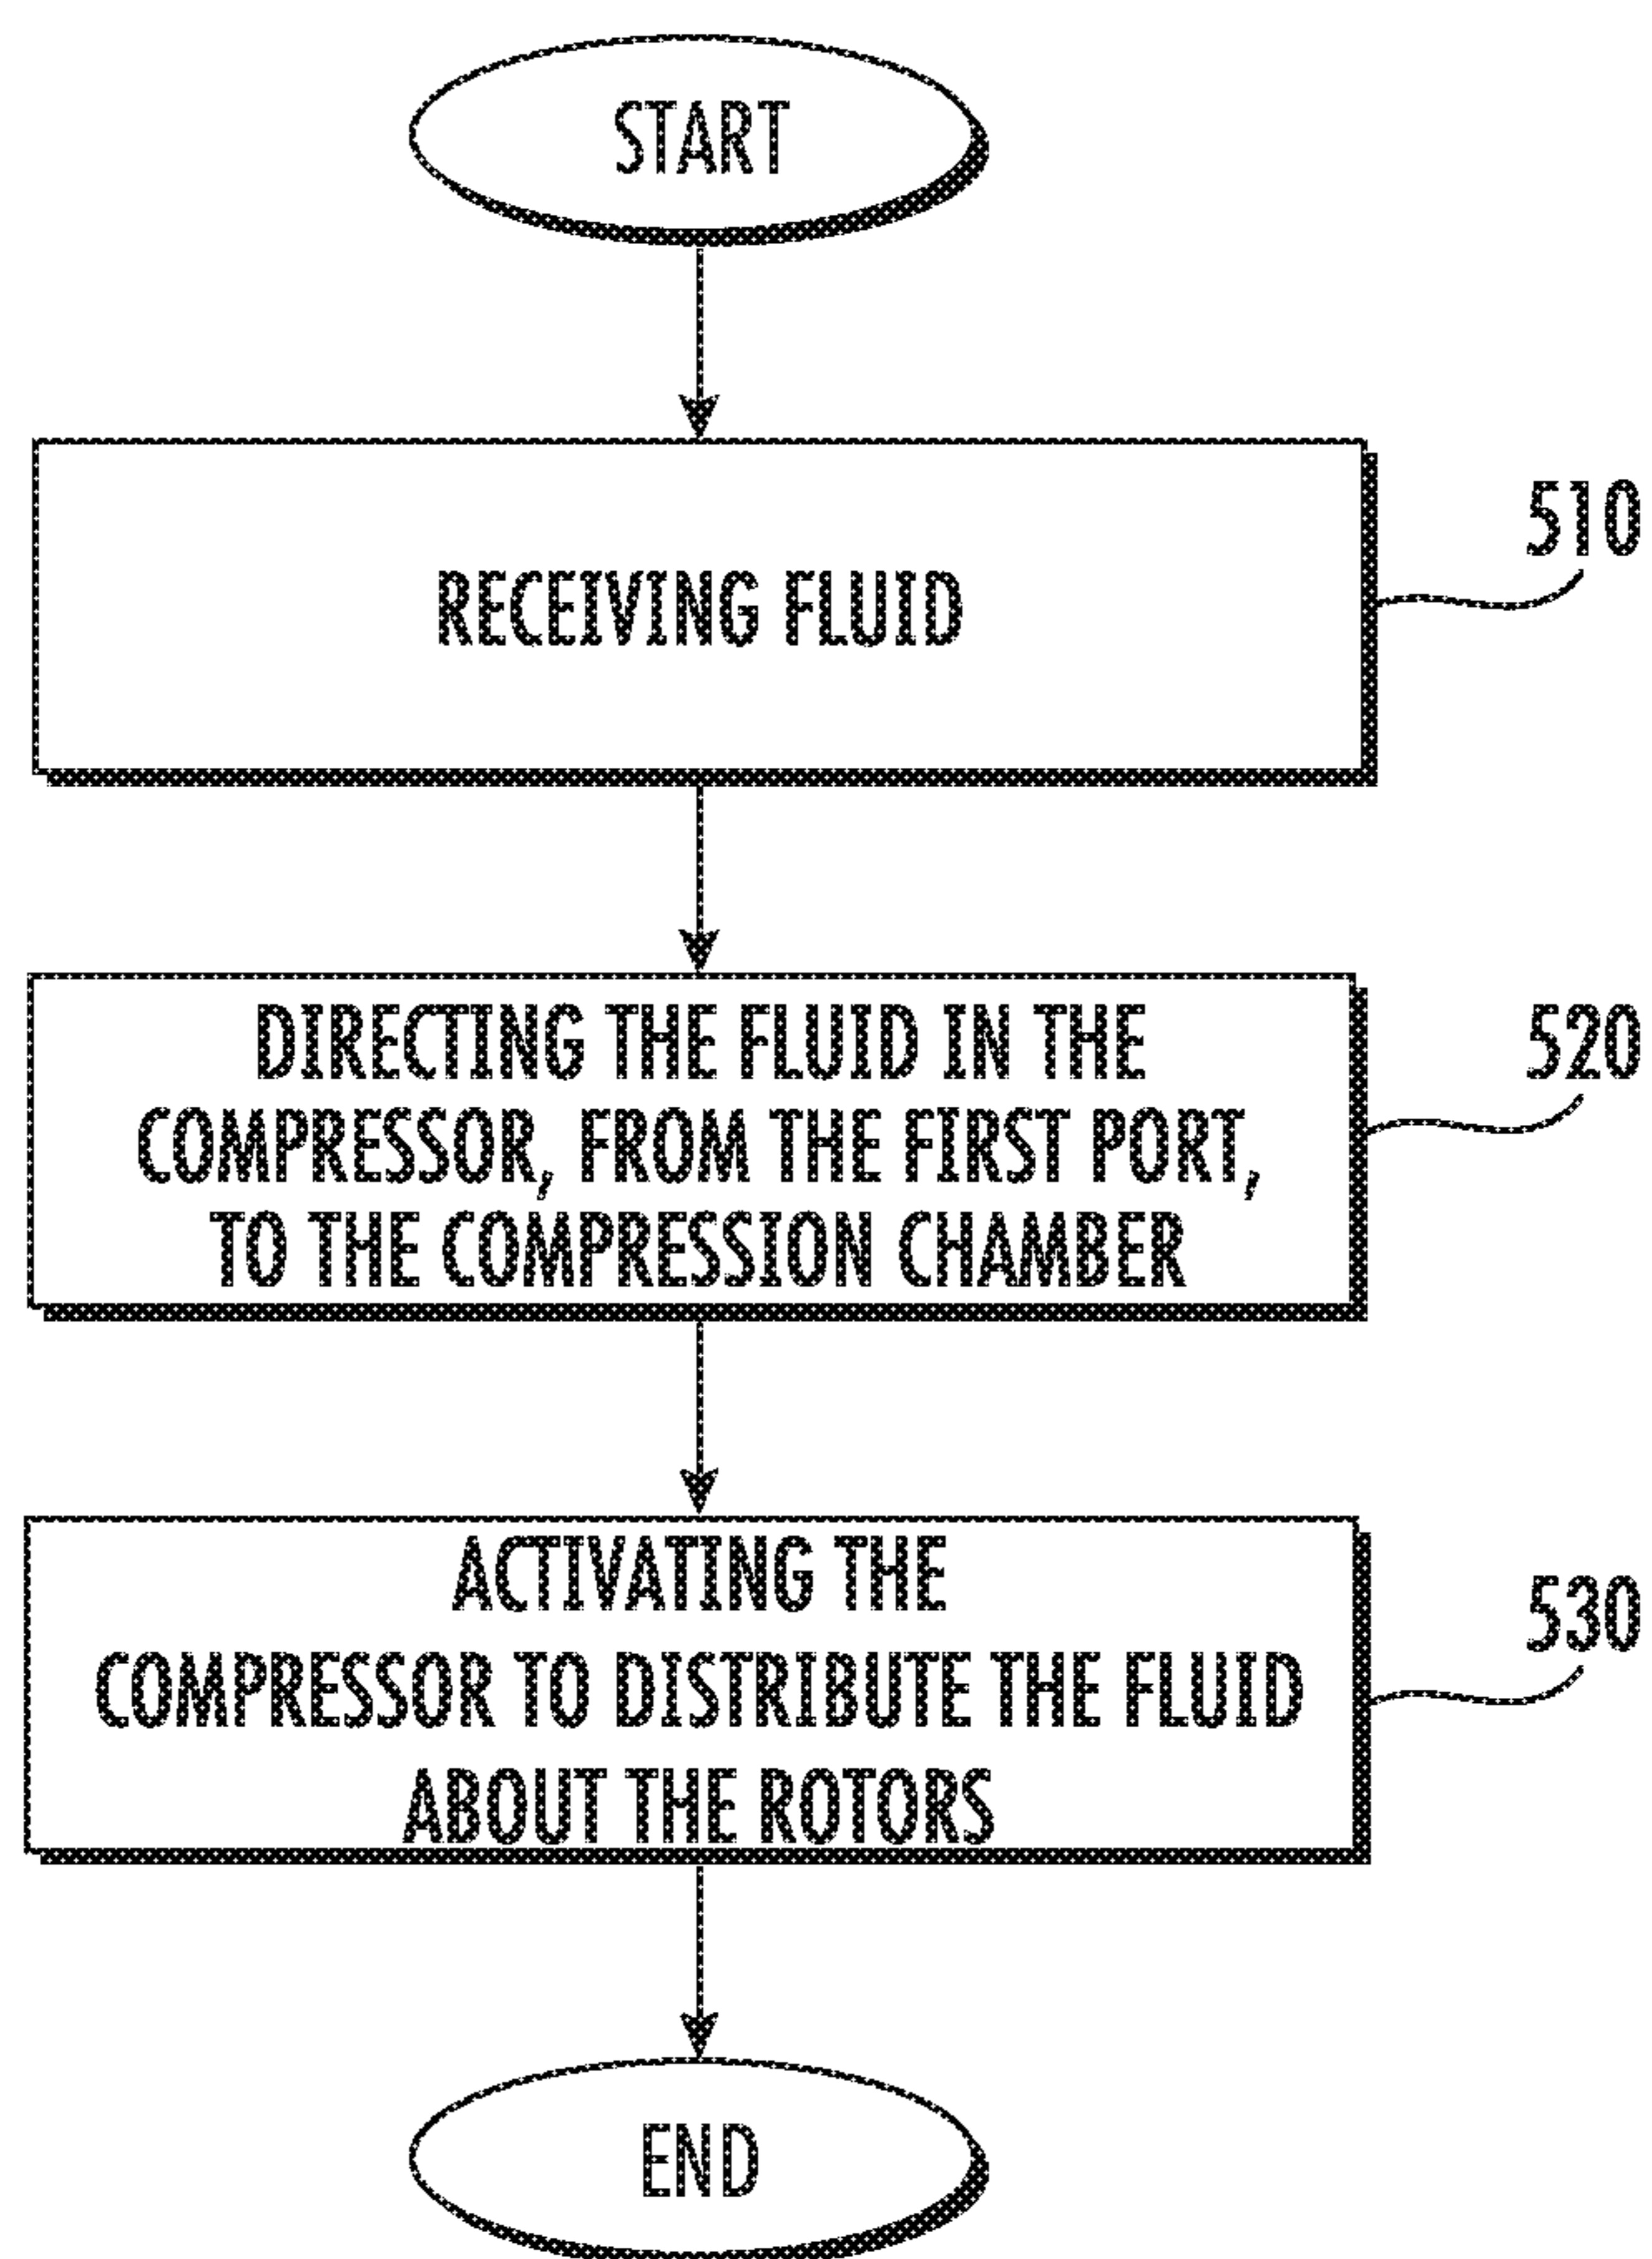 START
RECEIVING FLUID
510
DIRECTING THE FLUID IN THE
COMPRESSOR, FROM THE FIRST PORT,
TO THE COMPRESSION CHAMBER
520
ACTIVATING THE
COMPRESSOR TO DISTRIBUTE THE FLUID
ABOUT THE ROTORS
530
END